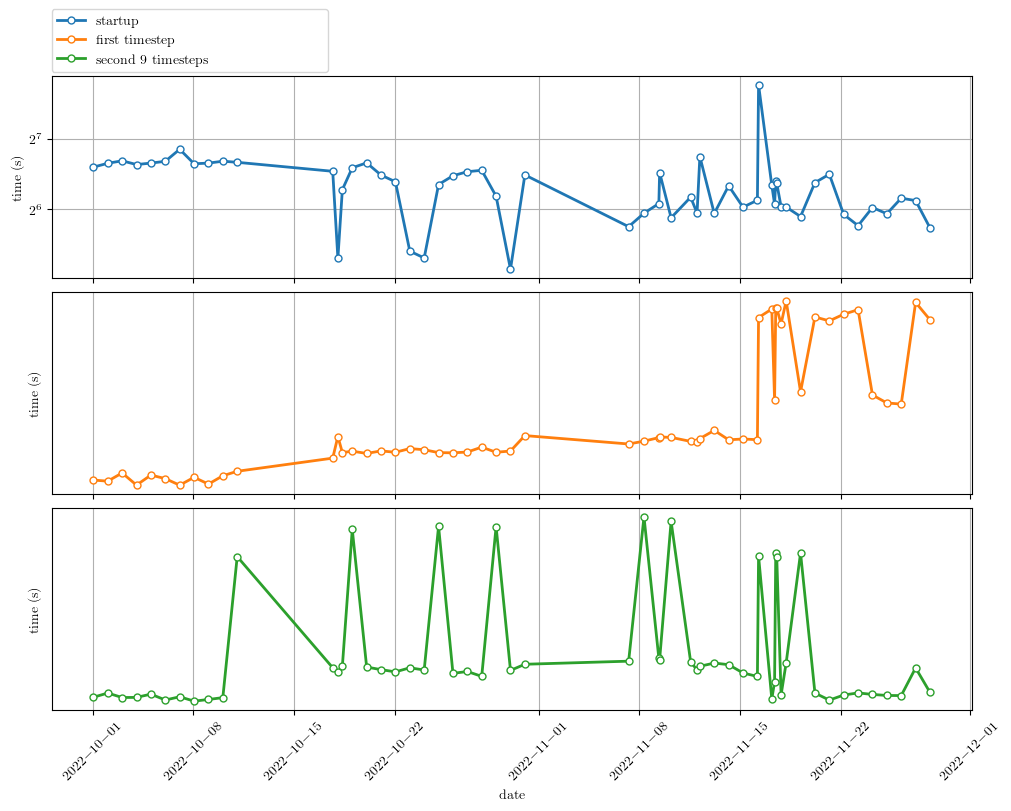 startup
first timestep
second 9 timesteps
time (s)
2^7
2^6
time (s)
time (s)
2022−10−01
2022−10−08
2022−10−15
2022−10−22
2022−11−01
2022−11−08
2022−11−15
2022−11−22
2022−12−01
date